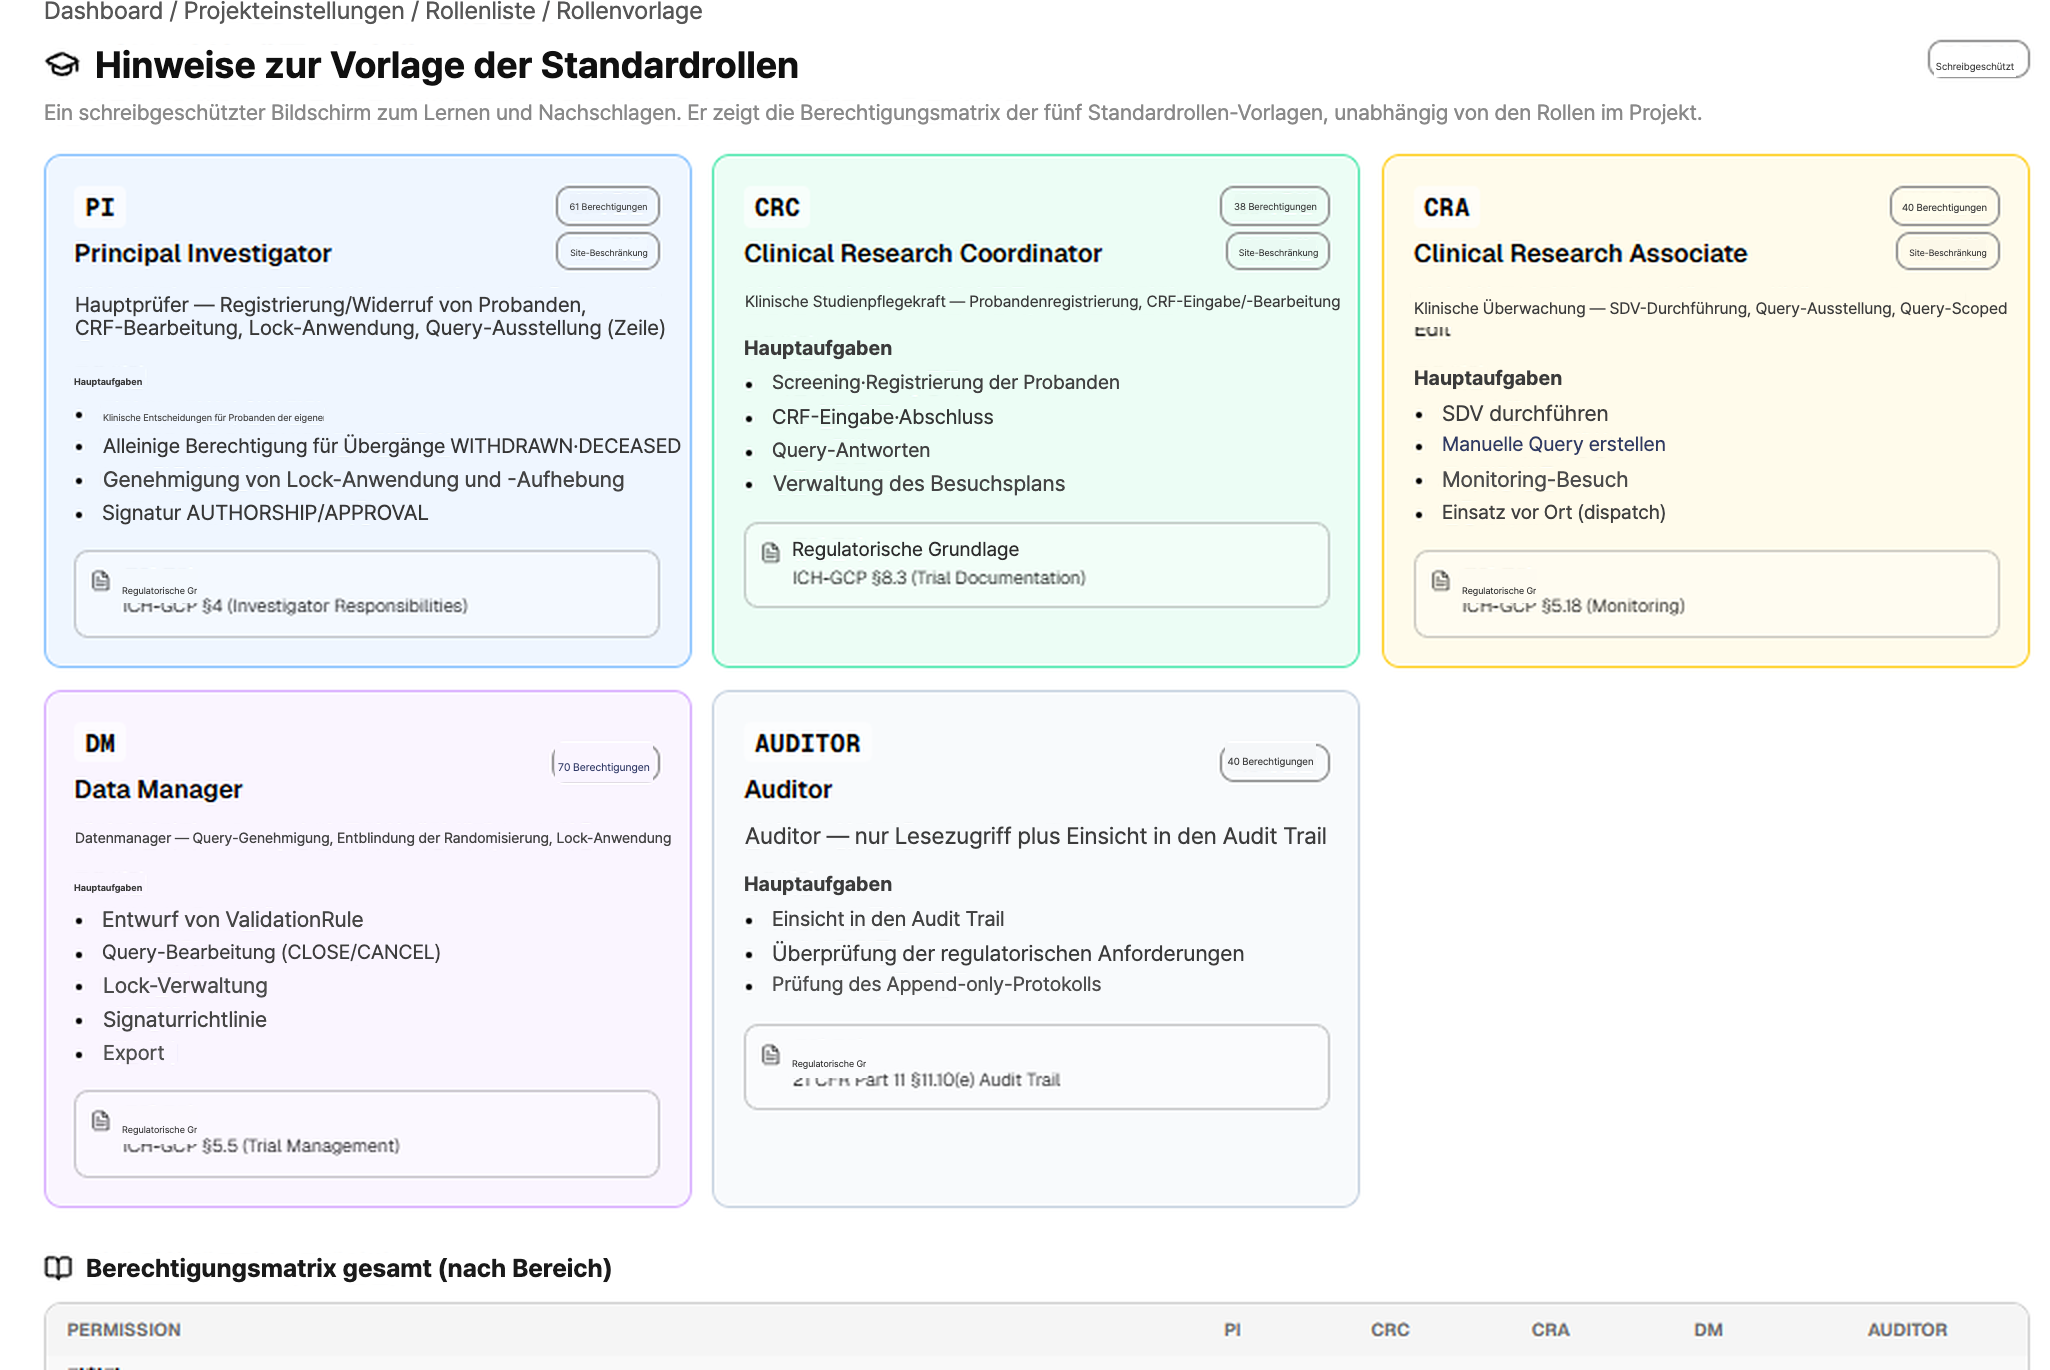 Dashboard / Projekteinstellungen / Rollenliste / Rollenvorlage
Hinweise zur Vorlage der Standardrollen
Schreibgeschützt
Ein schreibgeschützter Bildschirm zum Lernen und Nachschlagen. Er zeigt die Berechtigungsmatrix der fünf Standardrollen-Vorlagen, unabhängig von den Rollen im Projekt.
PI
61 Berechtigungen
Principal Investigator
Site-Beschränkung
Hauptprüfer — Registrierung/Widerruf von Probanden,
CRF-Bearbeitung, Lock-Anwendung, Query-Ausstellung (Zeile)
Hauptaufgaben
Klinische Entscheidungen für Probanden der eigene
Alleinige Berechtigung für Übergänge WITHDRAWN·DECEASED
Genehmigung von Lock-Anwendung und -Aufhebung
Signatur AUTHORSHIP/APPROVAL
Regulatorische Gr
ICH-GCP §4 (Investigator Responsibilities)
CRC
38 Berechtigungen
Clinical Research Coordinator
Site-Beschränkung
Klinische Studienpflegekraft — Probandenregistrierung, CRF-Eingabe/-Bearbeitung
Hauptaufgaben
Screening·Registrierung der Probanden
CRF-Eingabe·Abschluss
Query-Antworten
Verwaltung des Besuchsplans
Regulatorische Grundlage
ICH-GCP §8.3 (Trial Documentation)
CRA
40 Berechtigungen
Clinical Research Associate
Site-Beschränkung
Klinische Überwachung — SDV-Durchführung, Query-Ausstellung, Query-Scoped
Edit
Hauptaufgaben
SDV durchführen
Manuelle Query erstellen
Monitoring-Besuch
Einsatz vor Ort (dispatch)
Regulatorische Gr
ICH-GCP §5.18 (Monitoring)
DM
70 Berechtigungen
Data Manager
Datenmanager — Query-Genehmigung, Entblindung der Randomisierung, Lock-Anwendung
Hauptaufgaben
Entwurf von ValidationRule
Query-Bearbeitung (CLOSE/CANCEL)
Lock-Verwaltung
Signaturrichtlinie
Export
Regulatorische Gr
ICH-GCP §5.5 (Trial Management)
AUDITOR
40 Berechtigungen
Auditor
Auditor — nur Lesezugriff plus Einsicht in den Audit Trail
Hauptaufgaben
Einsicht in den Audit Trail
Überprüfung der regulatorischen Anforderungen
Prüfung des Append-only-Protokolls
Regulatorische Gr
21 CFR Part 11 §11.10(e) Audit Trail
Berechtigungsmatrix gesamt (nach Bereich)
PERMISSION PI CRC CRA DM AUDITOR